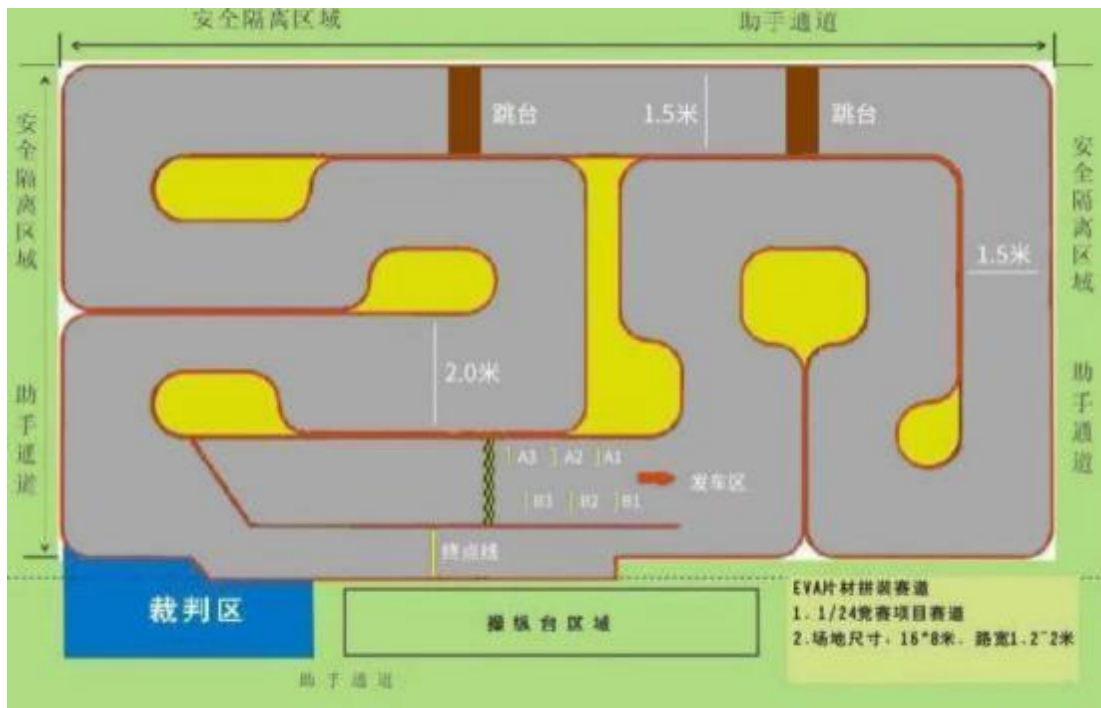 安全隔离区域
助手通道
跳台
1.5米
跳台
安全隔离区域
安全隔离区域
1.5米
2.0米
助手通道
助手通道
A3 A2 A1
发车区
B3 B2 B1
终点线
裁判区
操纵台区域
EVA片材拼装赛道
1. 1/24竞赛项目赛道
2.场地尺寸: 16*8米. 路宽1.2~2米
助手通道